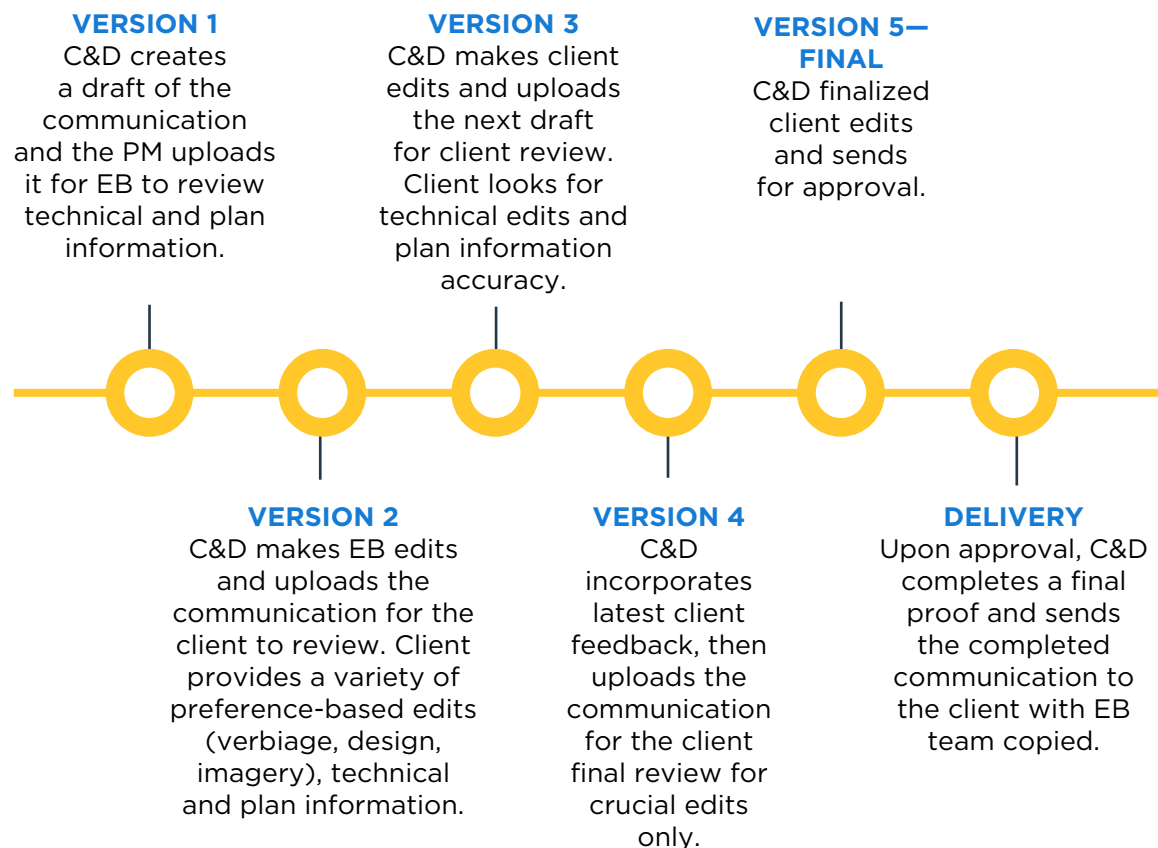 VERSION 1
C&D creates
a draft of the
communication
and the PM uploads
it for EB to review
technical and plan
information.
VERSION 2
C&D makes EB edits
and uploads the
communication for the
client to review. Client
provides a variety of
preference-based edits
(verbiage, design,
imagery), technical
and plan information.
VERSION 3
C&D makes client
edits and uploads
the next draft
for client review.
Client looks for
technical edits and
plan information
accuracy.
VERSION 4
C&D
incorporates
latest client
feedback, then
uploads the
communication
for the client
final review for
crucial edits
only.
VERSION 5—
FINAL
C&D finalized
client edits
and sends
for approval.
DELIVERY
Upon approval, C&D
completes a final
proof and sends
the completed
communication to
the client with EB
team copied.